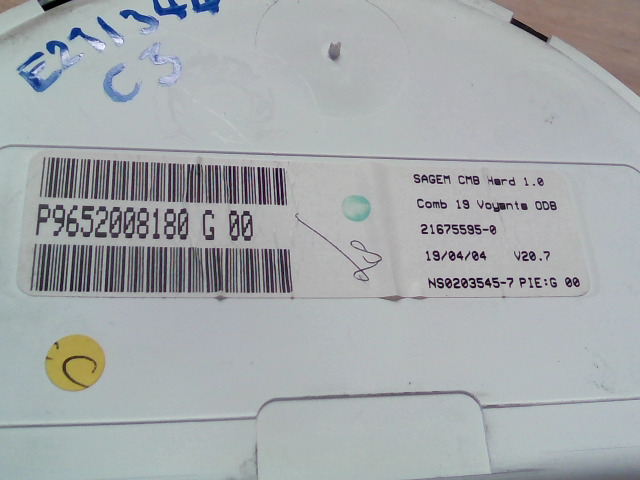 E23134
C3
P9652008180 G 00
SAGEM CMB Hard 1.0
Comb 19 Voyants ODB
21675595-0
19/04/04 V20.7
NS0203545-7 PIE:G 00
C